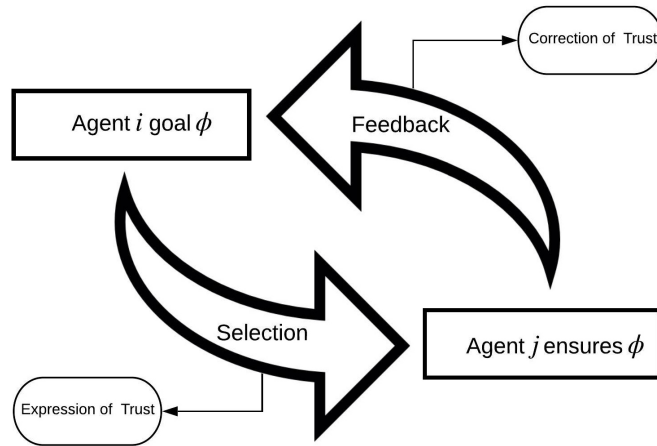 Correction of Trust
Feedback
Agent i goal ϕ
Selection
Agent j ensures ϕ
Expression of Trust